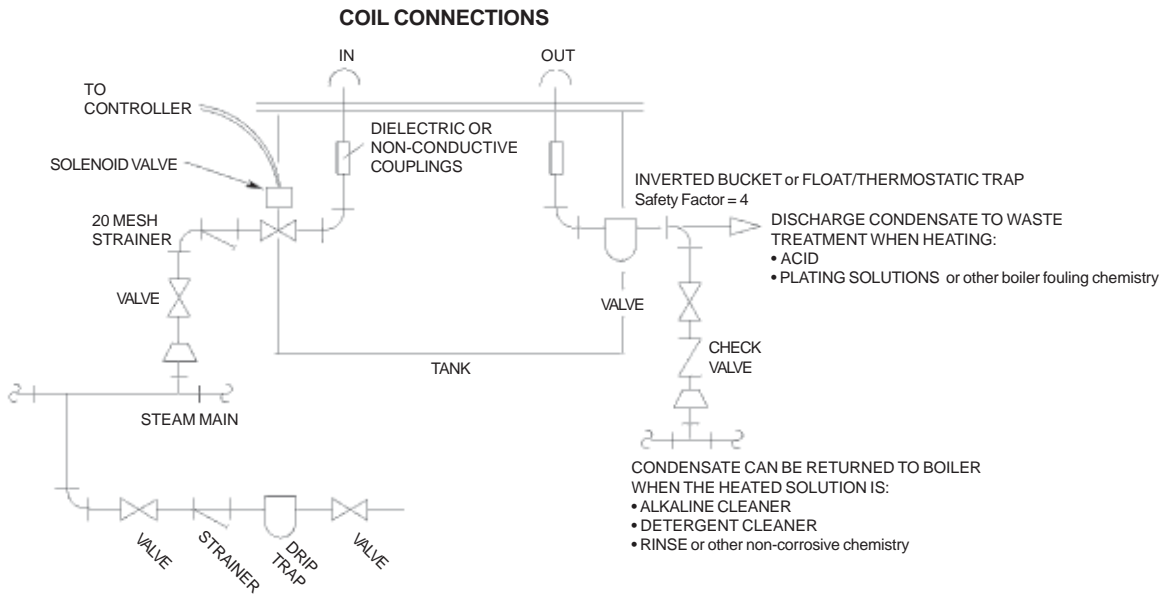 COIL CONNECTIONS
IN
OUT
TO
CONTROLLER
DIELECTRIC OR
NON-CONDUCTIVE
COUPLINGS
SOLENOID VALVE
INVERTED BUCKET or FLOAT/THERMOSTATIC TRAP
Safety Factor = 4
20 MESH
STRAINER
DISCHARGE CONDENSATE TO WASTE
TREATMENT WHEN HEATING:
• ACID
• PLATING SOLUTIONS or other boiler fouling chemistry
VALVE
VALVE
CHECK
VALVE
TANK
STEAM MAIN
CONDENSATE CAN BE RETURNED TO BOILER
WHEN THE HEATED SOLUTION IS:
• ALKALINE CLEANER
• DETERGENT CLEANER
• RINSE or other non-corrosive chemistry
VALVE
STRAINER
DRIP
TRAP
VALVE